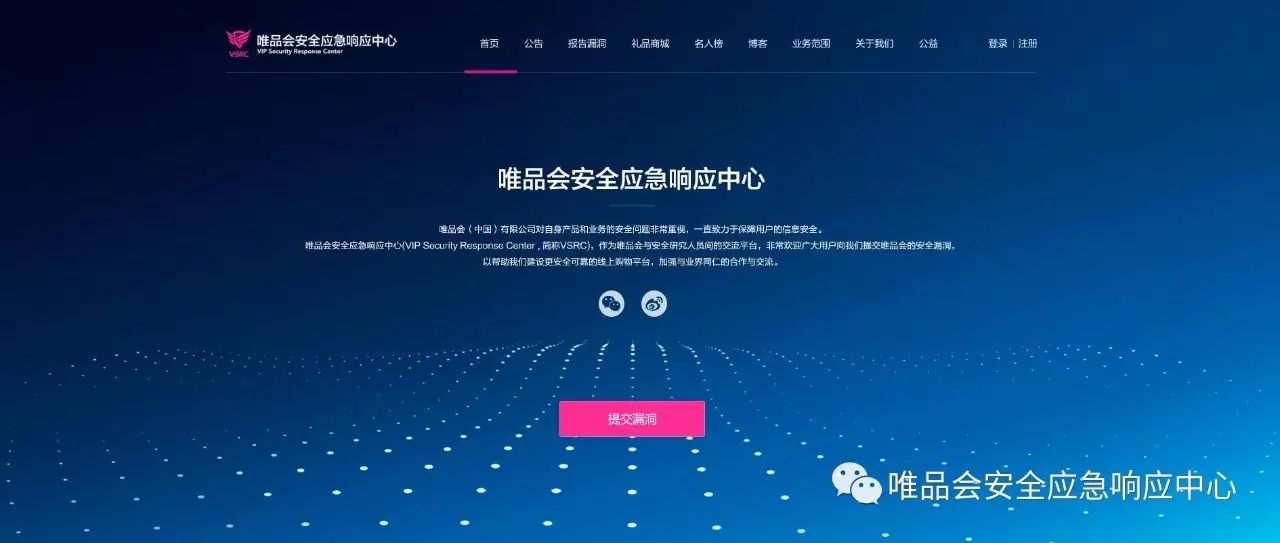 唯品会安全应急响应中心
VIP Security Response Center
VSRC
首页 公告 报告漏洞 礼品商城 名人榜 博客 业务范围 关于我们 公益 登录 | 注册
唯品会安全应急响应中心
唯品会（中国）有限公司对自身产品和业务的安全问题非常重视，一直致力于保障用户的信息安全。
唯品会安全应急响应中心(VIP Security Response Center , 简称VSRC)，作为唯品会与安全研究人员间的交流平台，非常欢迎广大用户向我们提交唯品会的安全漏洞，
以帮助我们建设更安全可靠的线上购物平台，加强与业界同仁的合作与交流。
提交漏洞
唯品会安全应急响应中心